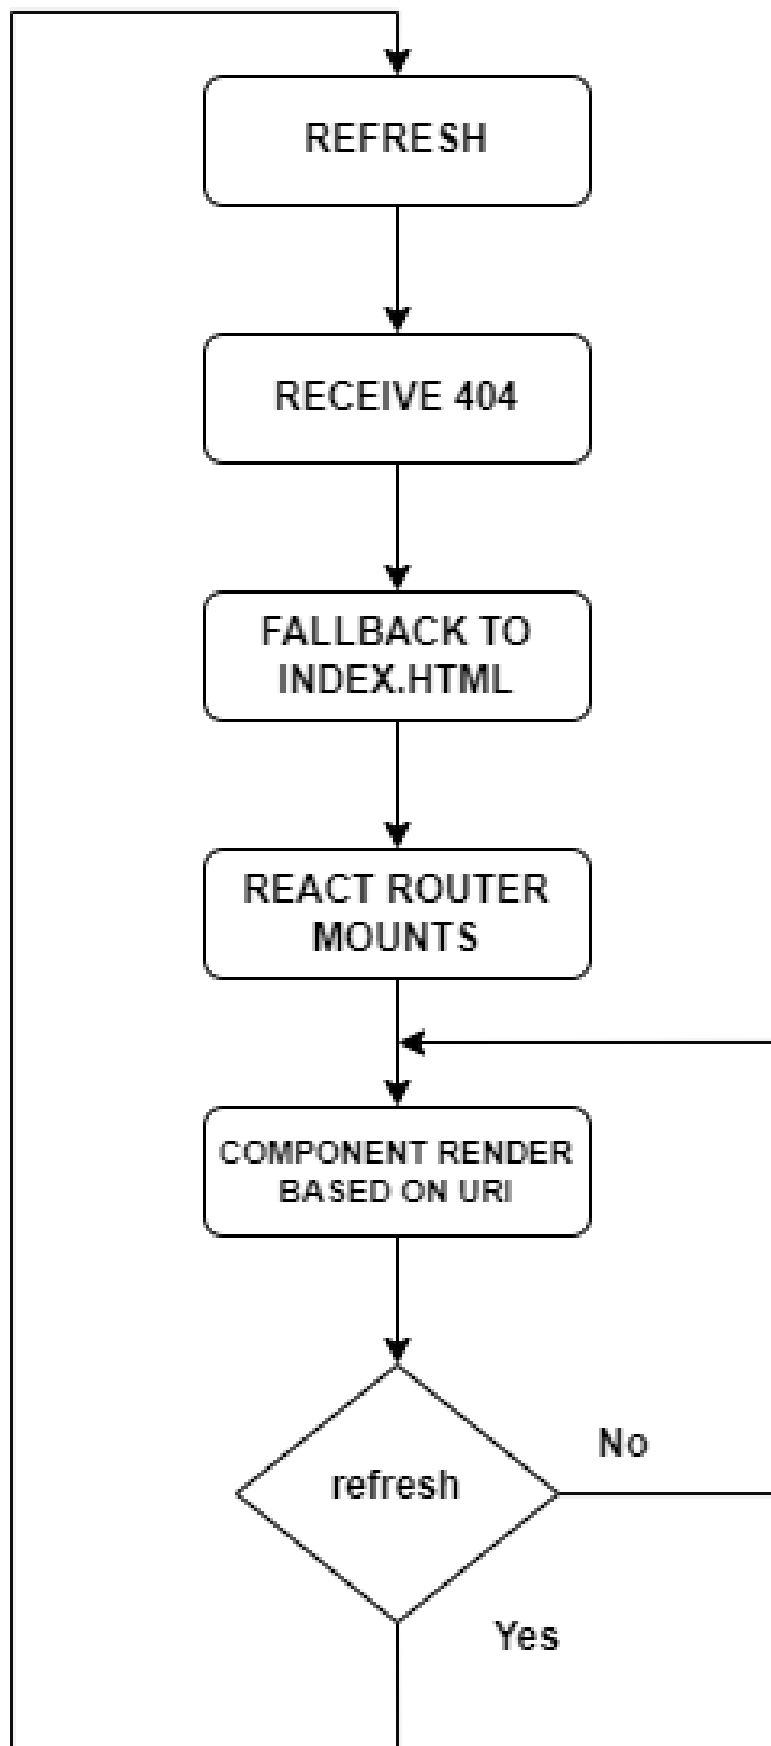 REFRESH
RECEIVE 404
FALLBACK TO
INDEX.HTML
REACT ROUTER
MOUNTS
COMPONENT RENDER
BASED ON URI
refresh
No
Yes